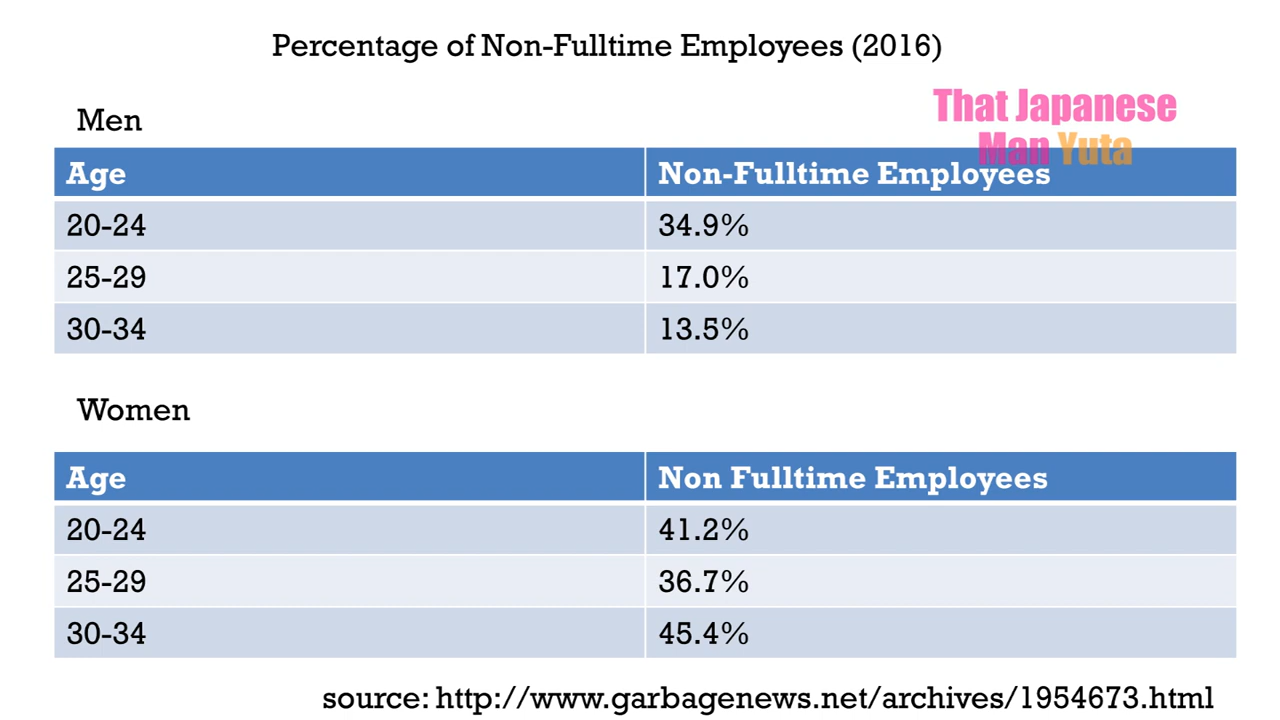 Percentage of Non-Fulltime Employees (2016)
That Japanese
Man Yuta
Men
Age Non-Fulltime Employees
20-24 34.9%
25-29 17.0%
30-34 13.5%
Women
Age Non Fulltime Employees
20-24 41.2%
25-29 36.7%
30-34 45.4%
source: http://www.garbagenews.net/archives/1954673.html